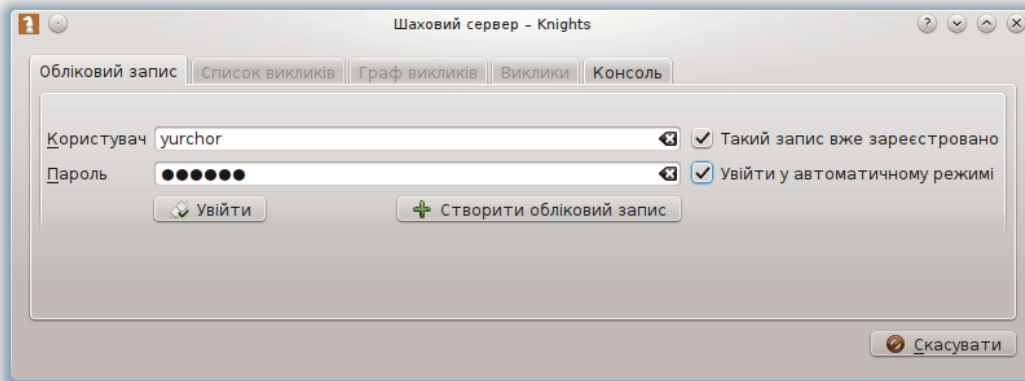 Шаховий сервер – Knights
Обліковий запис Список викликів Граф викликів Виклики Консоль
Користувач yurchor Такий запис вже зареєстровано
Пароль ●●●●●● Увійти у автоматичному режимі
Увійти Створити обліковий запис
Скасувати